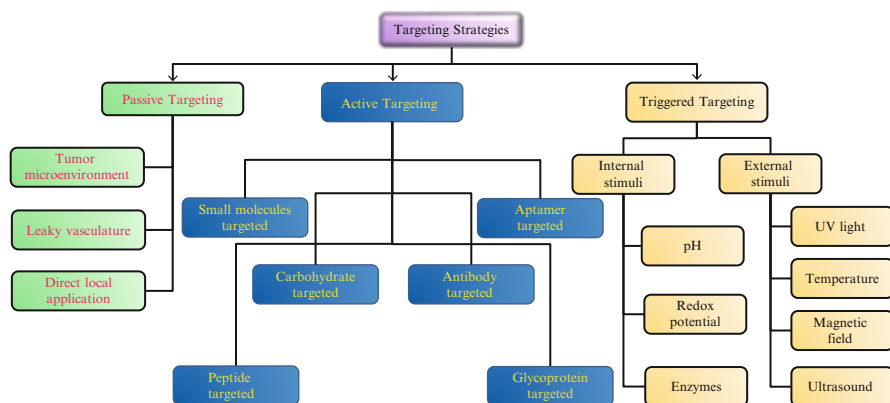 Targeting Strategies
Passive Targeting
Active Targeting
Triggered Targeting
Tumor
microenvironment
Leaky vasculature
Direct local
application
Small molecules
targeted
Aptamer
targeted
Carbohydrate
targeted
Antibody
targeted
Peptide
targeted
Glycoprotein
targeted
Internal
stimuli
External
stimuli
pH
Redox
potential
Enzymes
UV light
Temperature
Magnetic
field
Ultrasound